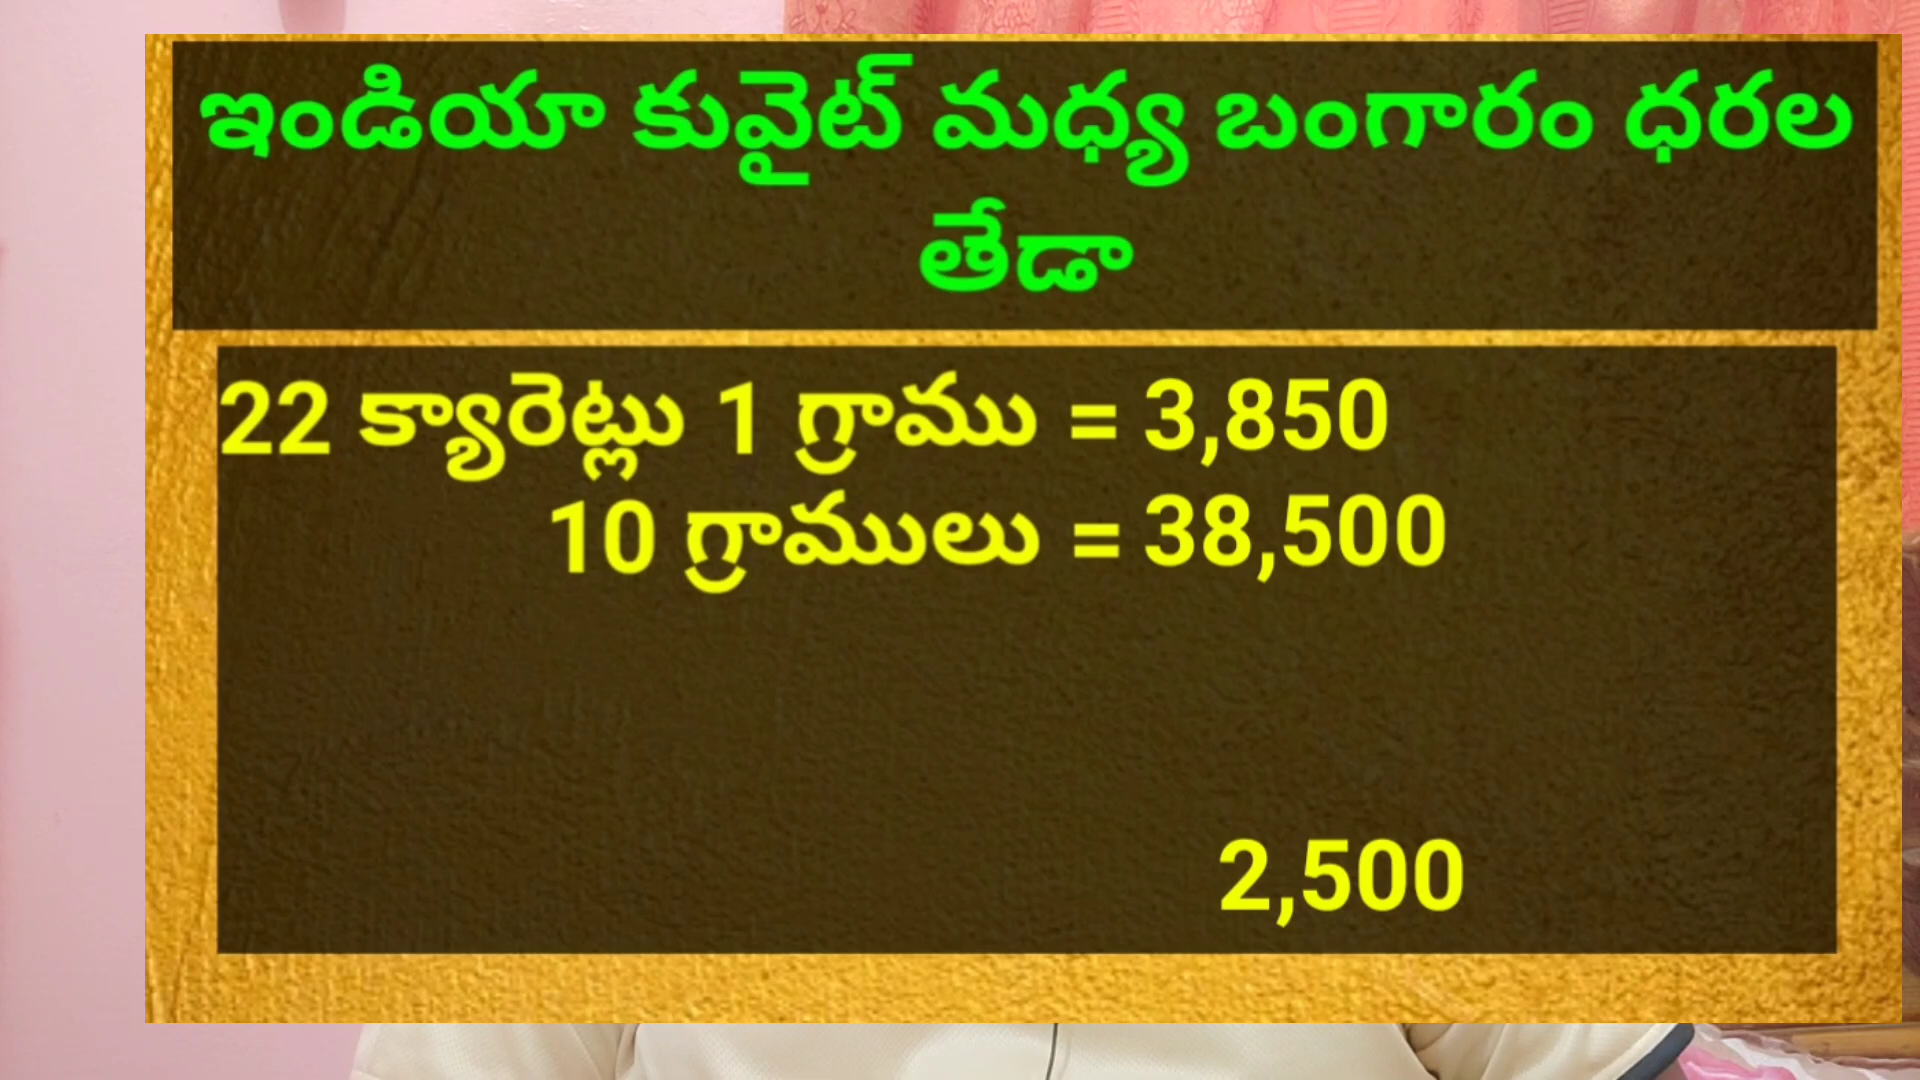 ఇండియా కువైట్ మధ్య బంగారం ధరల
తేడా
22 క్యారెట్లు 1 గ్రాము = 3,850
10 గ్రాములు = 38,500
2,500